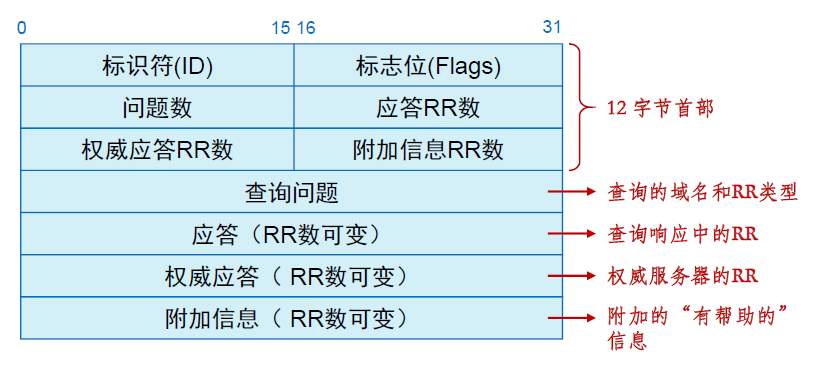 0 15 16 31
标识符(ID) 标志位(Flags)
问题数 应答RR数
12字节首部
权威应答RR数 附加信息RR数
查询问题 查询的域名和RR类型
应答（RR数可变） 查询响应中的RR
权威应答（ RR数可变） 权威服务器的RR
附加信息（ RR数可变） 附加的“有帮助的”
信息